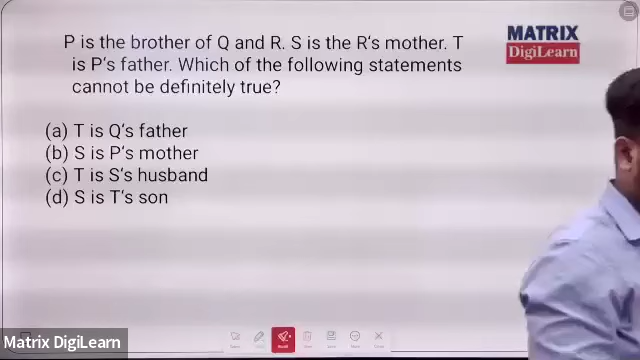 P is the brother of Q and R. S is the R's mother. T
is P's father. Which of the following statements
cannot be definitely true?
MATRIX
DigiLearn
(a) T is Q's father
(b) S is P's mother
(c) T is S's husband
(d) S is T's son
Matrix DigiLearn